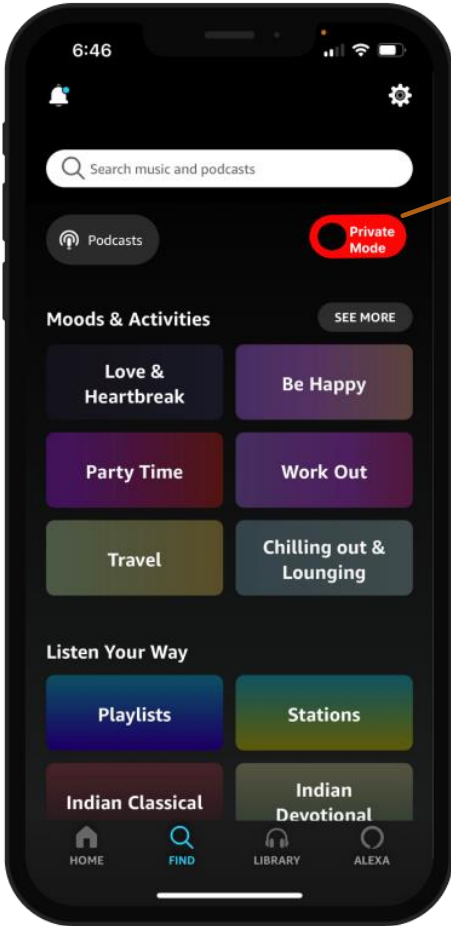 6:46
Search music and podcasts
Podcasts
Private
Mode
Moods & Activities
SEE MORE
Love &
Heartbreak
Be Happy
Party Time
Work Out
Travel
Chilling out &
Lounging
Listen Your Way
Playlists
Stations
Indian Classical
Indian
Devotional
HOME
FIND
LIBRARY
ALEXA